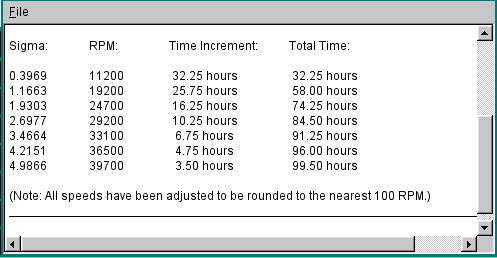 File
Sigma: RPM: Time Increment: Total Time:
0.3969 11200 32.25 hours 32.25 hours
1.1663 19200 25.75 hours 58.00 hours
1.9303 24700 16.25 hours 74.25 hours
2.6977 29200 10.25 hours 84.50 hours
3.4664 33100 6.75 hours 91.25 hours
4.2151 36500 4.75 hours 96.00 hours
4.9866 39700 3.50 hours 99.50 hours
(Note: All speeds have been adjusted to be rounded to the nearest 100 RPM.)